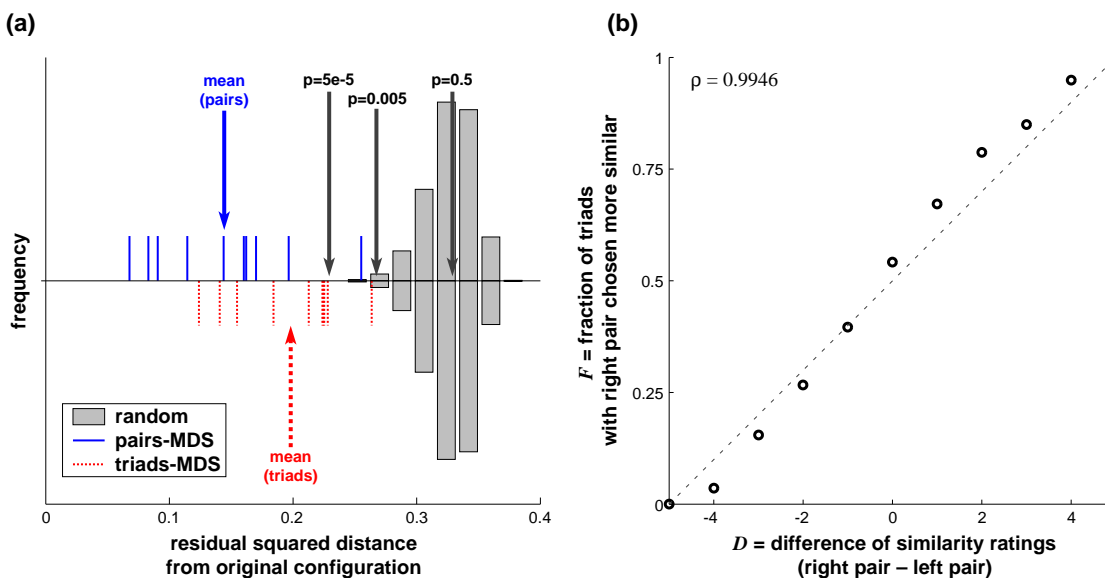 (a)
mean
(pairs)
p=5e-5
p=0.005
p=0.5
frequency
random
pairs-MDS
triads-MDS
mean
(triads)
0
0.1
0.2
0.3
0.4
residual squared distance
from original configuration
(b)
ρ = 0.9946
1
0.75
0.5
0.25
0
F = fraction of triads
with right pair chosen more similar
-4
-2
0
2
4
D = difference of similarity ratings
(right pair – left pair)